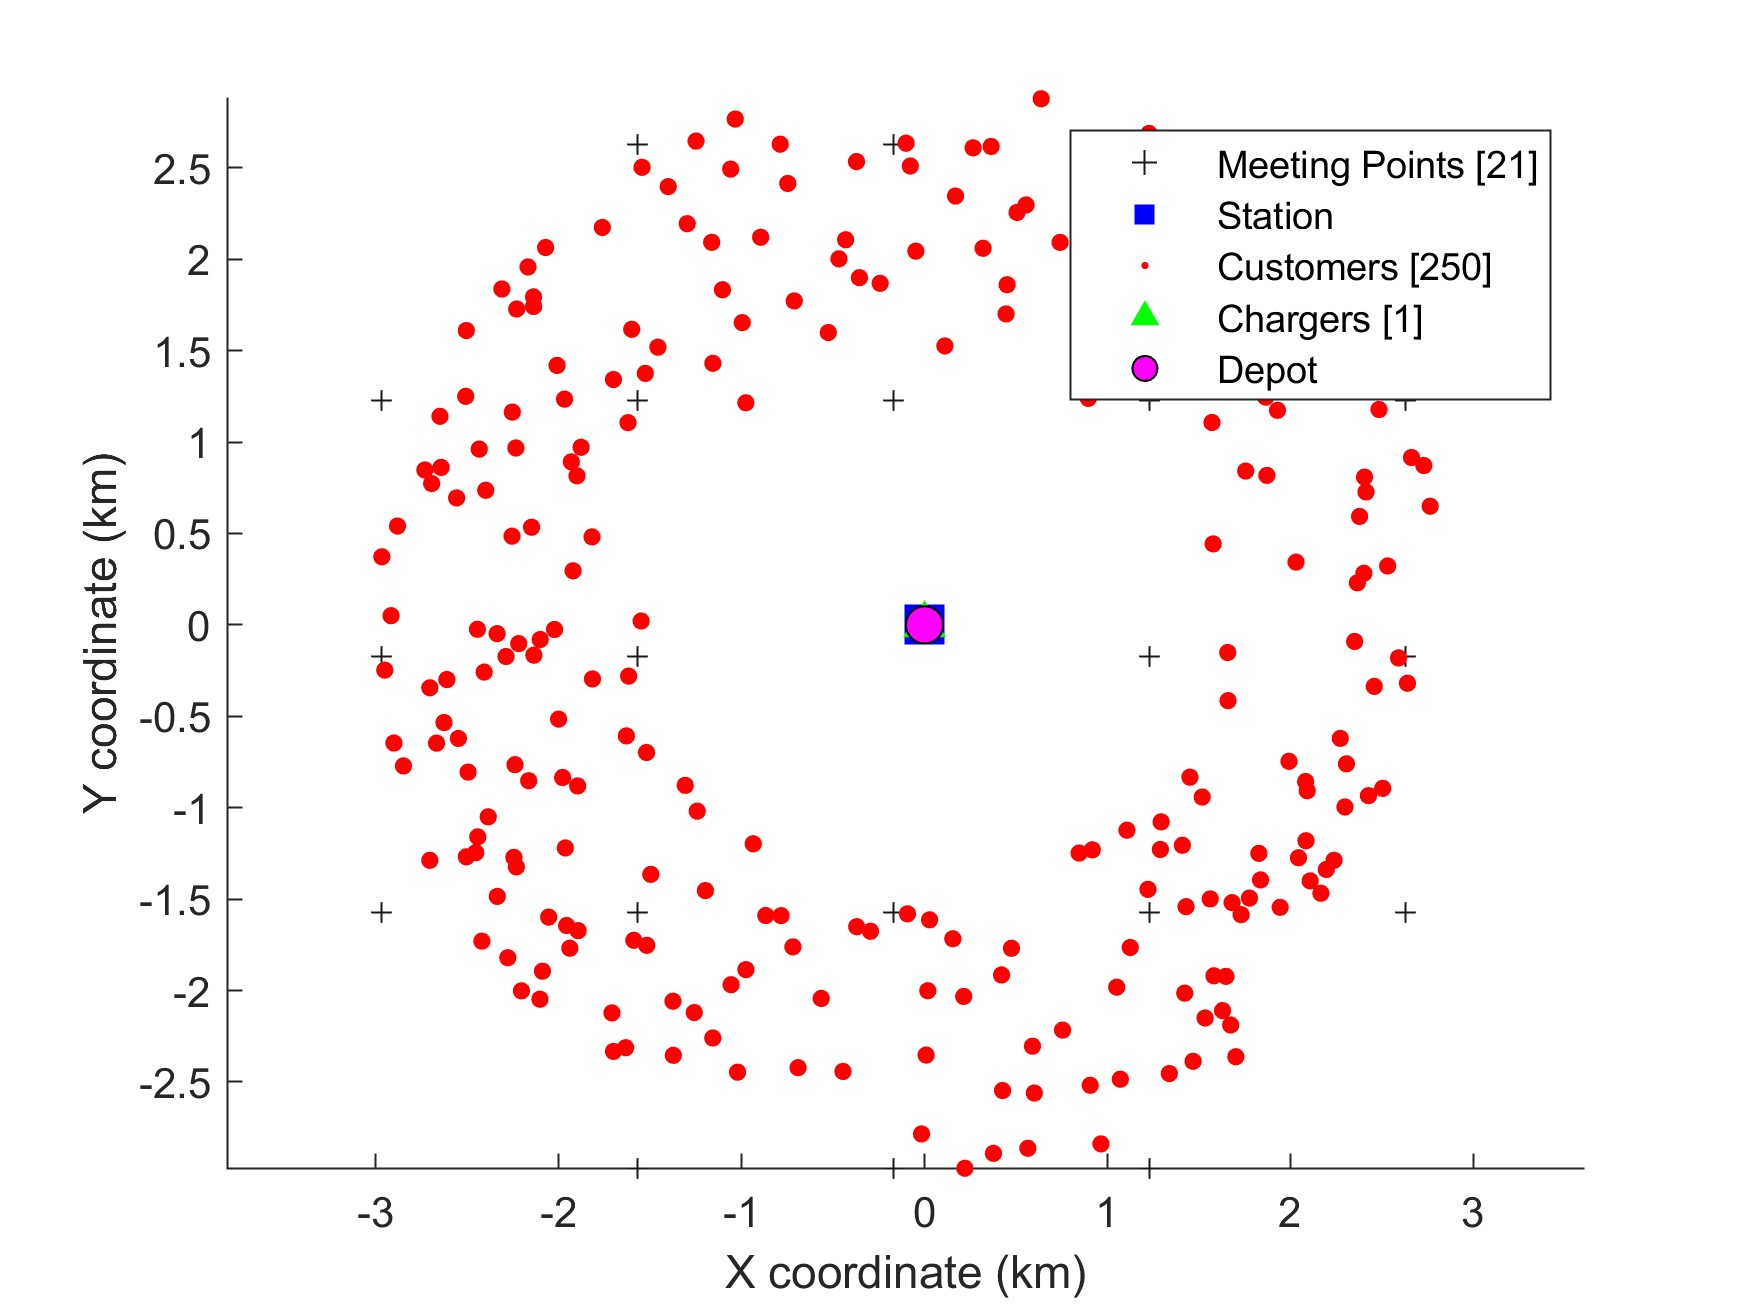 Meeting Points [21]
Station
Customers [250]
Chargers [1]
Depot
2.5
2
1.5
1
0.5
0
-0.5
-1
-1.5
-2
-2.5
-3 -2 -1 0 1 2 3
X coordinate (km)
Y coordinate (km)